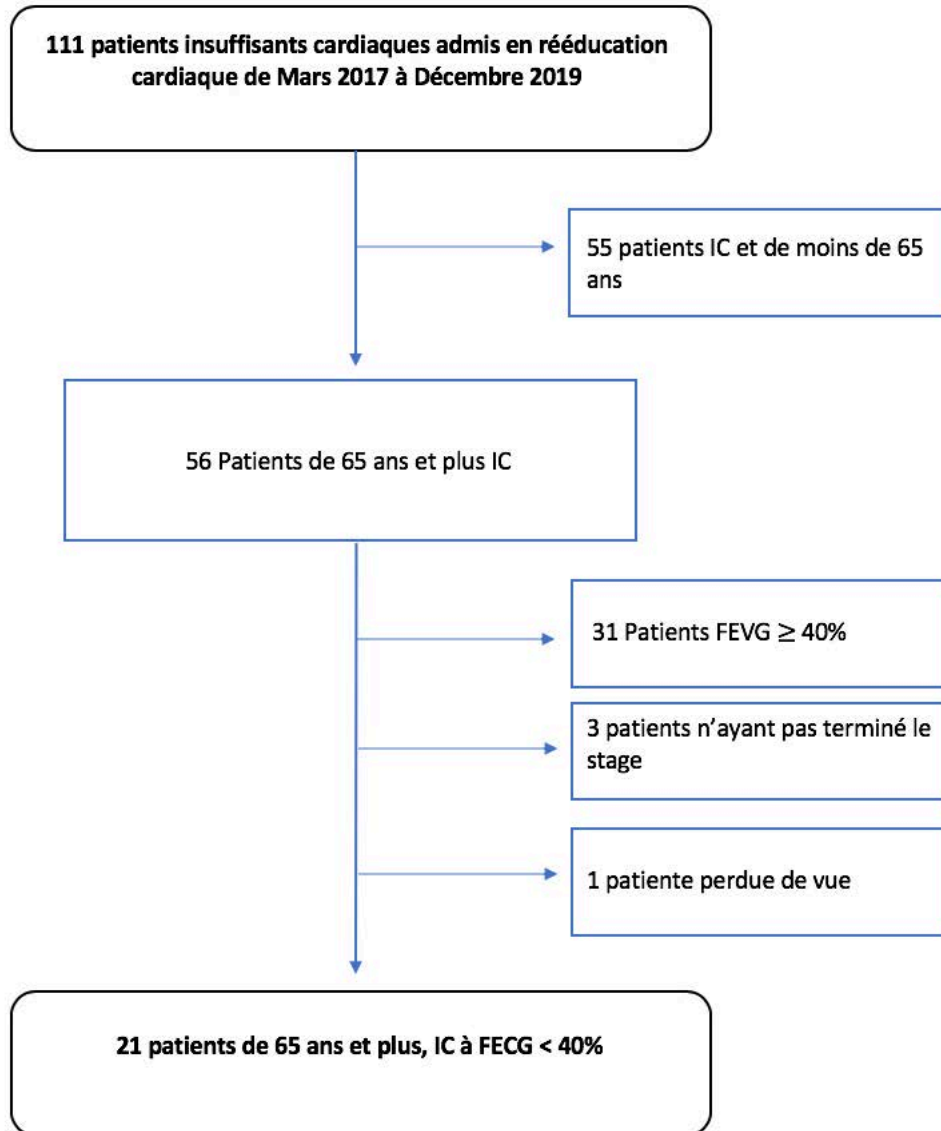 111 patients insuffisants cardiaques admis en rééducation
cardiaque de Mars 2017 à Décembre 2019
55 patients IC et de moins de 65
ans
56 Patients de 65 ans et plus IC
31 Patients FEVG ≥ 40%
3 patients n’ayant pas terminé le
stage
1 patiente perdue de vue
21 patients de 65 ans et plus, IC à FECG < 40%